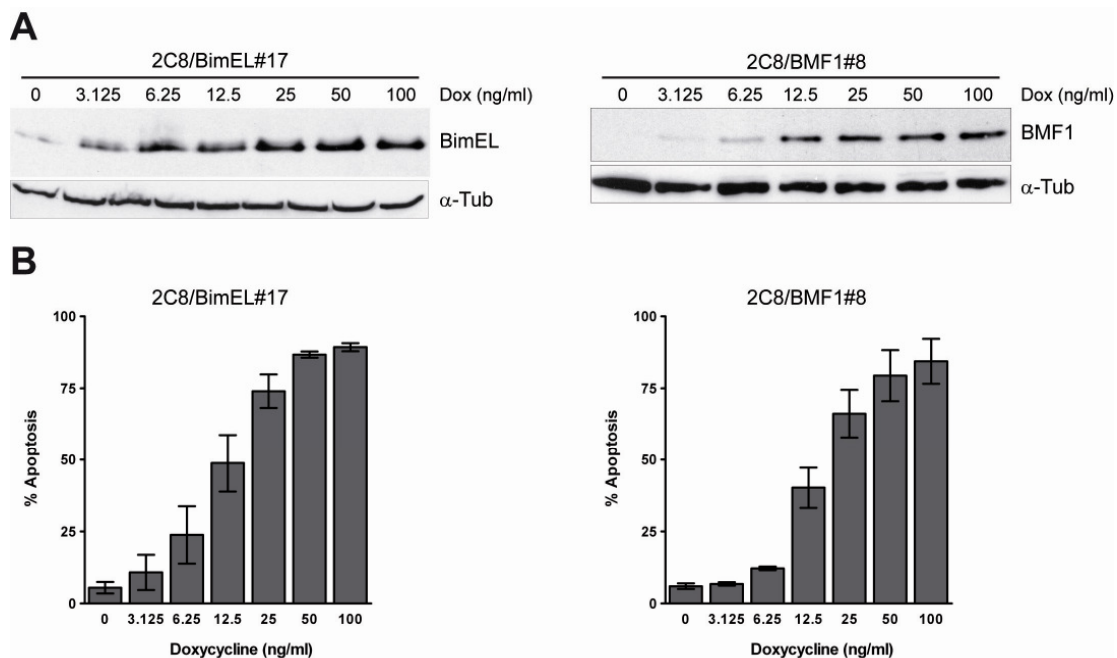 A
2C8/BimEL#17
0 3.125 6.25 12.5 25 50 100 Dox (ng/ml)
BimEL
α-Tub
2C8/BMF1#8
0 3.125 6.25 12.5 25 50 100 Dox (ng/ml)
BMF1
α-Tub
B
2C8/BimEL#17
% Apoptosis
100
75
50
25
0
0 3.125 6.25 12.5 25 50 100
Doxycycline (ng/ml)
2C8/BMF1#8
% Apoptosis
100
75
50
25
0
0 3.125 6.25 12.5 25 50 100
Doxycycline (ng/ml)